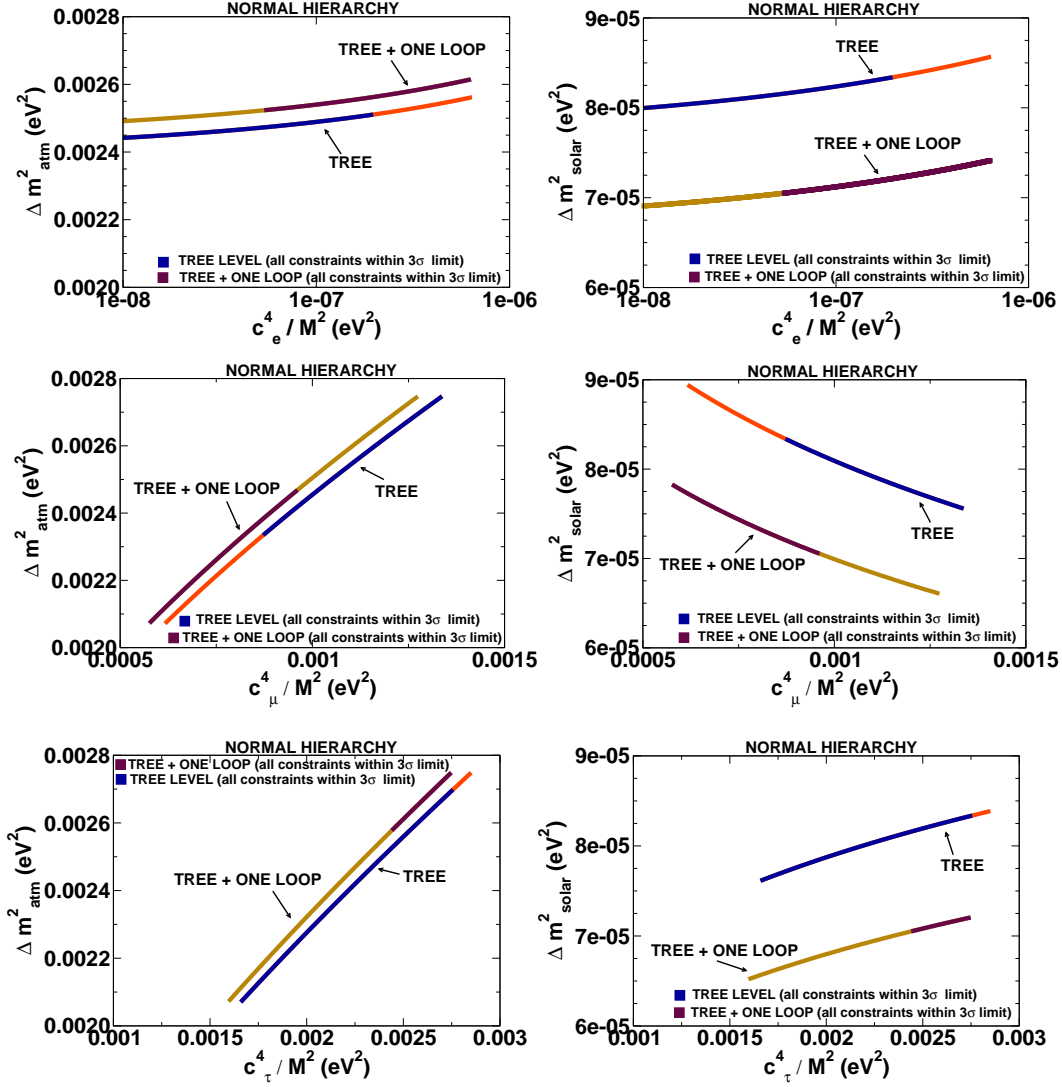 NORMAL HIERARCHY
0.0028
0.0026
0.0024
0.0022
0.0020
Δ m²atm (eV²)
TREE + ONE LOOP
TREE
TREE LEVEL (all constraints within 3σ limit)
TREE + ONE LOOP (all constraints within 3σ limit)
1e-08 1e-07 1e-06
c⁴e / M² (eV²)
NORMAL HIERARCHY
9e-05
8e-05
7e-05
6e-05
Δ m²solar (eV²)
TREE
TREE + ONE LOOP
TREE LEVEL (all constraints within 3σ limit)
TREE + ONE LOOP (all constraints within 3σ limit)
1e-08 1e-07 1e-06
c⁴e / M² (eV²)
NORMAL HIERARCHY
0.0028
0.0026
0.0024
0.0022
0.0020
Δ m²atm (eV²)
TREE + ONE LOOP
TREE
TREE LEVEL (all constraints within 3σ limit)
TREE + ONE LOOP (all constraints within 3σ limit)
0.0005 0.001 0.0015
c⁴μ / M² (eV²)
NORMAL HIERARCHY
9e-05
8e-05
7e-05
6e-05
Δ m²solar (eV²)
TREE
TREE + ONE LOOP
TREE LEVEL (all constraints within 3σ limit)
TREE + ONE LOOP (all constraints within 3σ limit)
0.0005 0.001 0.0015
c⁴μ / M² (eV²)
NORMAL HIERARCHY
0.0028
0.0026
0.0024
0.0022
0.0020
Δ m²atm (eV²)
TREE + ONE LOOP (all constraints within 3σ limit)
TREE LEVEL (all constraints within 3σ limit)
TREE + ONE LOOP
TREE
0.001 0.0015 0.002 0.0025 0.003
c⁴τ / M² (eV²)
NORMAL HIERARCHY
9e-05
8e-05
7e-05
6e-05
Δ m²solar (eV²)
TREE
TREE + ONE LOOP
TREE LEVEL (all constraints within 3σ limit)
TREE + ONE LOOP (all constraints within 3σ limit)
0.001 0.0015 0.002 0.0025 0.003
c⁴τ / M² (eV²)